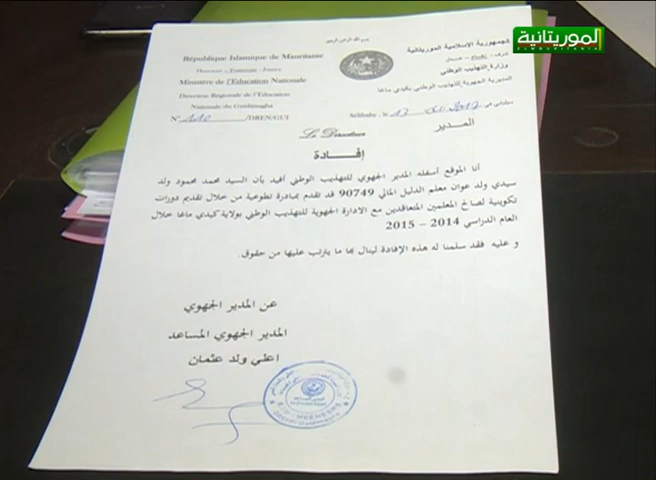 الموريتانية
بسم الله الرحمن الرحيم
République Islamique de Mauritanie
Honneur – Fraternité – Justice
Ministère de l'Education Nationale
Direction Régionale de l'Education
Nationale du Guidimagha
N° 110 /DREN/GUI
الجمهورية الإسلامية الموريتانية
شرف - إخاء - عدل
وزارة التهذيب الوطني
المديرية الجهوية للتهذيب الوطني بكيدي ماغا
Sélibaby, le
سيلبابي في
Le Directeur
المدير
إفادة
أنا الموقع أسفله المدير الجهوي للتهذيب الوطني أفيد بأن السيد محمد محمود ولد
سيدي ولد عوان معلم الدليل المالي 90749 قد تقدم بمبادرة تطوعية من خلال تقديم دورات
تكوينية لصالح المعلمين المتعاقدين مع الادارة الجهوية للتهذيب الوطني بولاية كيدي ماغا خلال
العام الدراسي 2014 – 2015
و عليه فقد سلمنا له هذه الإفادة لينال بها ما يترتب عليها من حقوق.
عن المدير الجهوي
المدير الجهوي المساعد
اعلي ولد عثمان